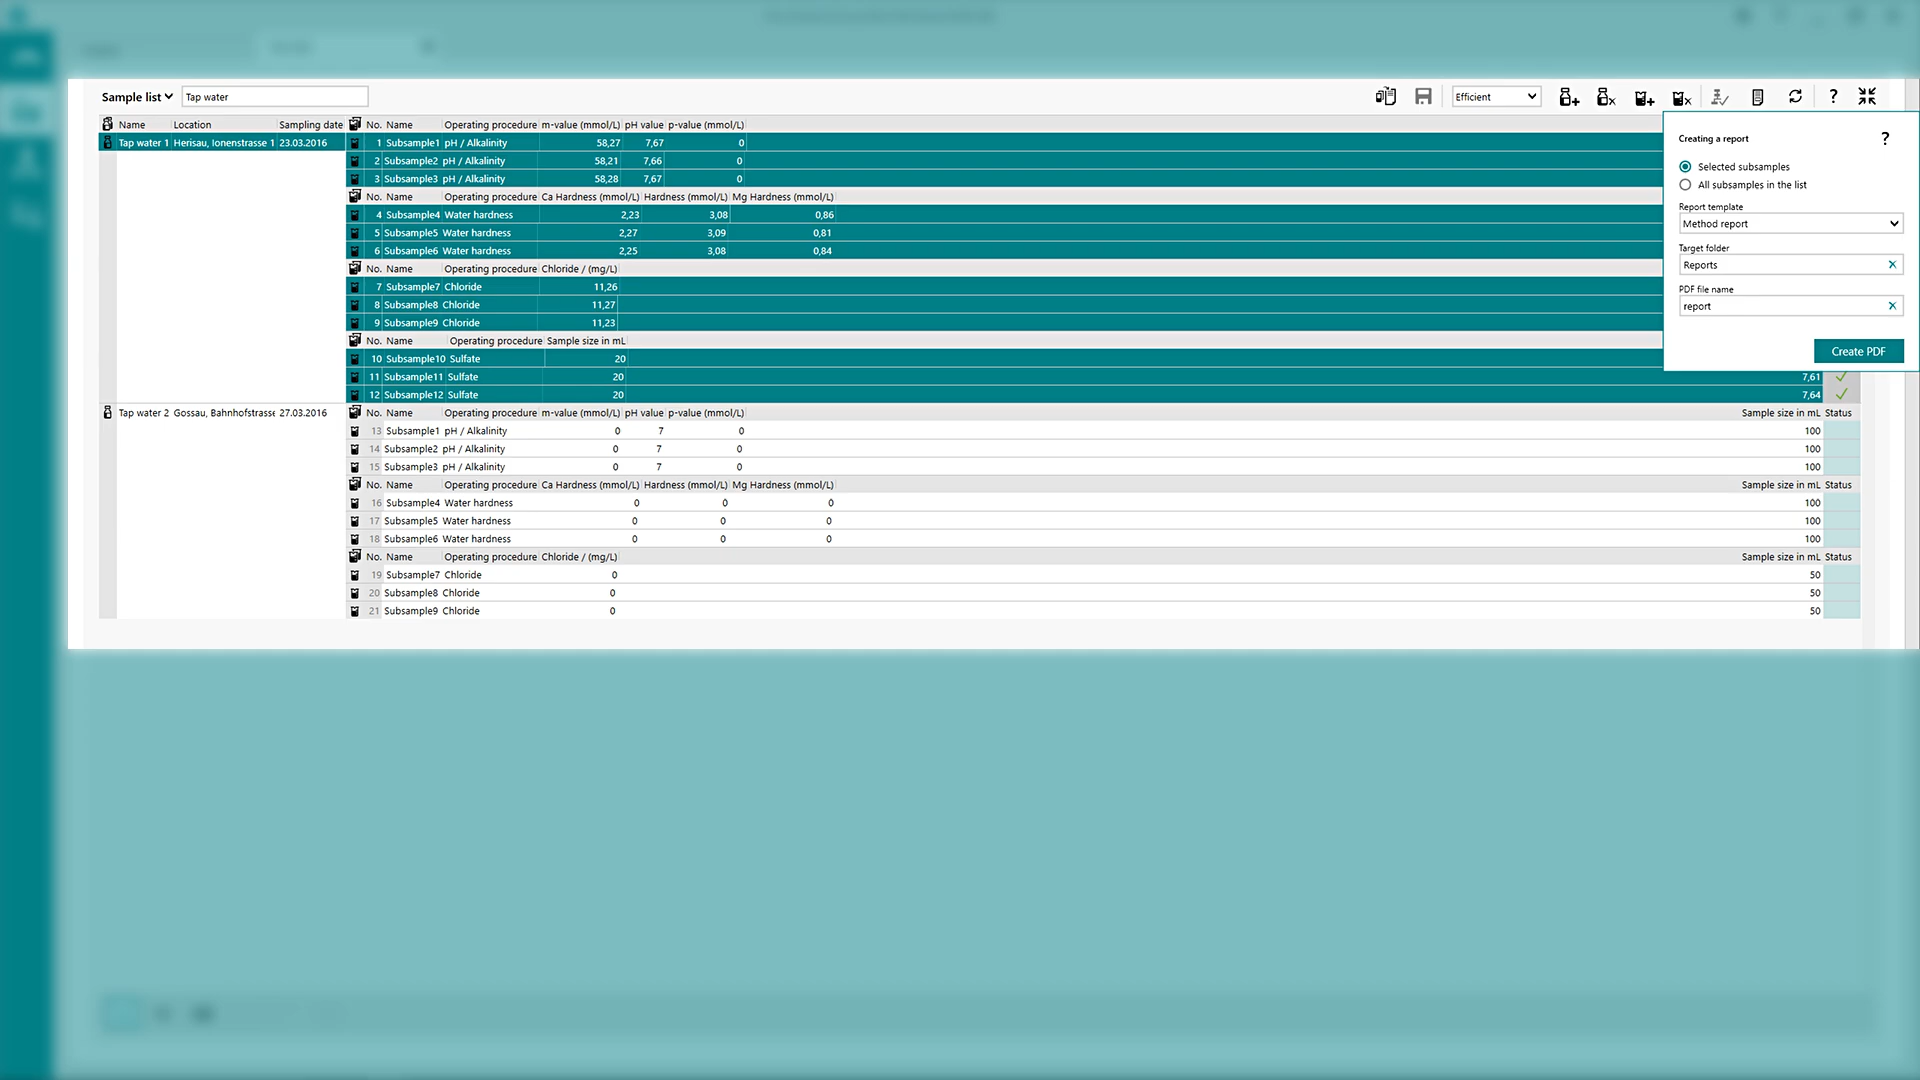 Sample list Tap water Efficient ?
Name Location Sampling date No. Name Operating procedure m-value (mmol/L) pH value p-value (mmol/L)
Tap water 1 Herisau, Ionenstrasse 1 23.03.2016 1 Subsample1 pH / Alkalinity 58,27 7,67 0
2 Subsample2 pH / Alkalinity 58,21 7,66 0
3 Subsample3 pH / Alkalinity 58,28 7,67 0
No. Name Operating procedure Ca Hardness (mmol/L) Hardness (mmol/L) Mg Hardness (mmol/L)
4 Subsample4 Water hardness 2,23 3,08 0,86
5 Subsample5 Water hardness 2,27 3,09 0,81
6 Subsample6 Water hardness 2,25 3,08 0,84
No. Name Operating procedure Chloride / (mg/L)
7 Subsample7 Chloride 11,26
8 Subsample8 Chloride 11,27
9 Subsample9 Chloride 11,23
No. Name Operating procedure Sample size in mL
10 Subsample10 Sulfate 20
11 Subsample11 Sulfate 20 7,61
12 Subsample12 Sulfate 20 7,64
Tap water 2 Gossau, Bahnhofstrasse 27.03.2016 No. Name Operating procedure m-value (mmol/L) pH value p-value (mmol/L) Sample size in mL Status
13 Subsample1 pH / Alkalinity 0 7 0 100
14 Subsample2 pH / Alkalinity 0 7 0 100
15 Subsample3 pH / Alkalinity 0 7 0 100
No. Name Operating procedure Ca Hardness (mmol/L) Hardness (mmol/L) Mg Hardness (mmol/L) Sample size in mL Status
16 Subsample4 Water hardness 0 0 0 100
17 Subsample5 Water hardness 0 0 0 100
18 Subsample6 Water hardness 0 0 0 100
No. Name Operating procedure Chloride / (mg/L) Sample size in mL Status
19 Subsample7 Chloride 0 50
20 Subsample8 Chloride 0 50
21 Subsample9 Chloride 0 50
Creating a report ?
Selected subsamples
All subsamples in the list
Report template
Method report
Target folder
Reports
PDF file name
report
Create PDF